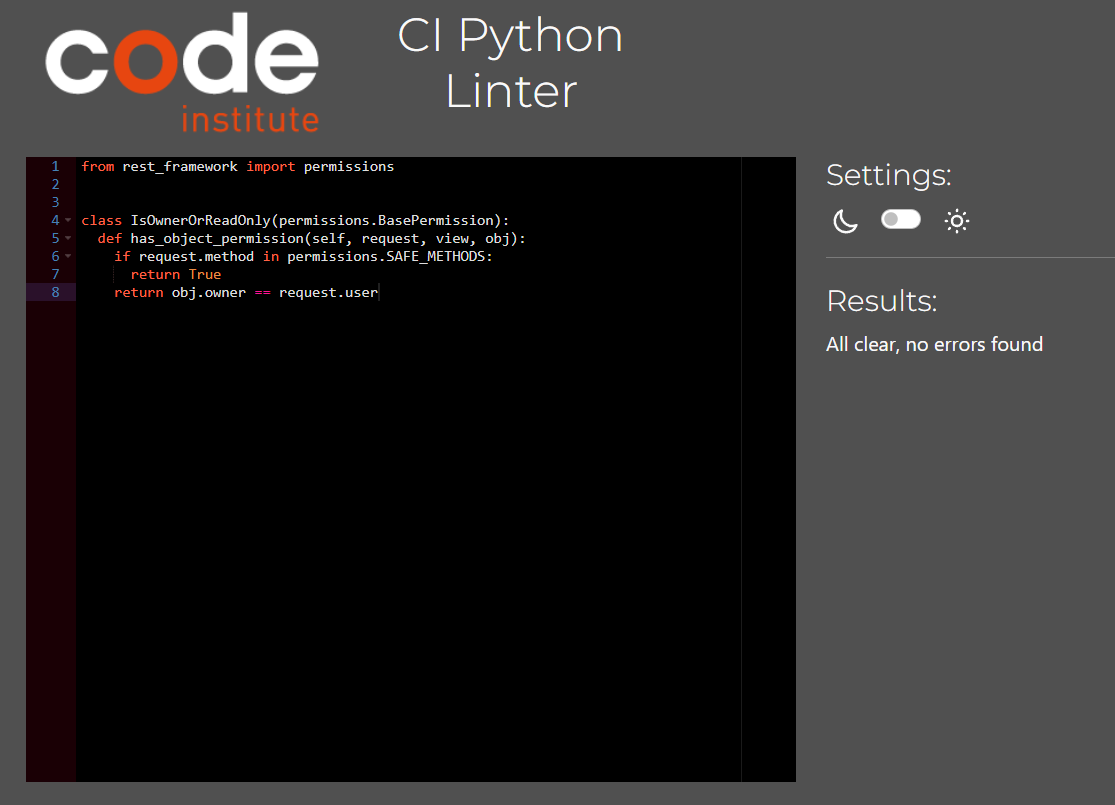 code
institute
CI Python
Linter
1 from rest_framework import permissions
2
3
4 class IsOwnerOrReadOnly(permissions.BasePermission):
5   def has_object_permission(self, request, view, obj):
6     if request.method in permissions.SAFE_METHODS:
7       return True
8     return obj.owner == request.user
Settings:
Results:
All clear, no errors found